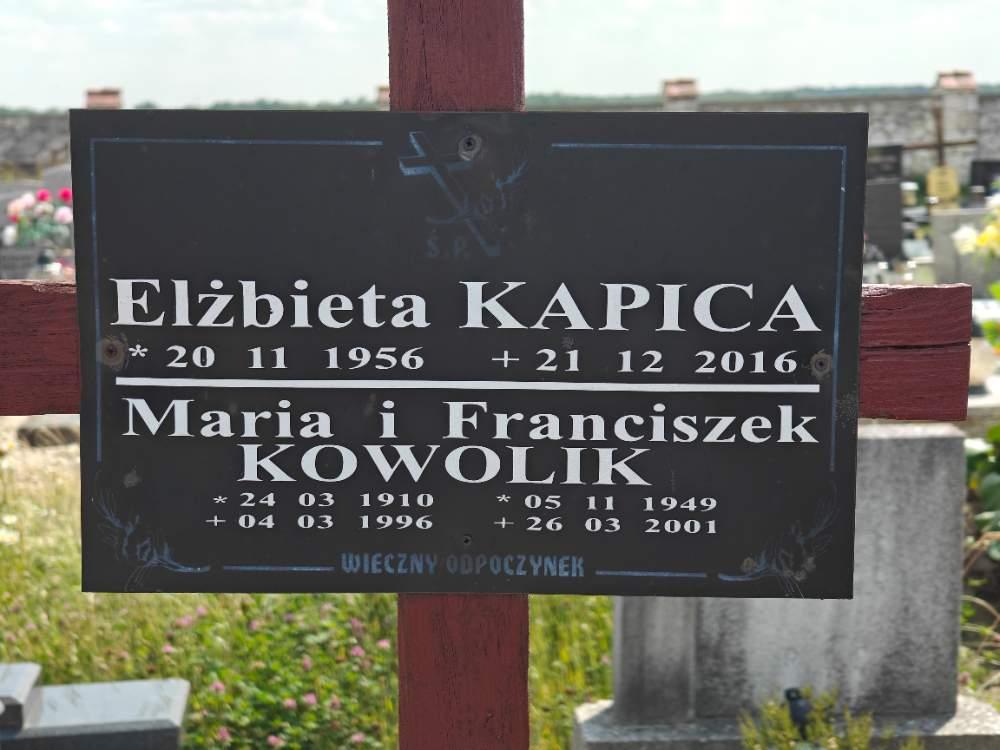 Ś.P.
Elżbieta KAPICA
* 20 11 1956 + 21 12 2016
Maria i Franciszek
KOWOLIK
* 24 03 1910 * 05 11 1949
+ 04 03 1996 + 26 03 2001
WIECZNY ODPOCZYNEK